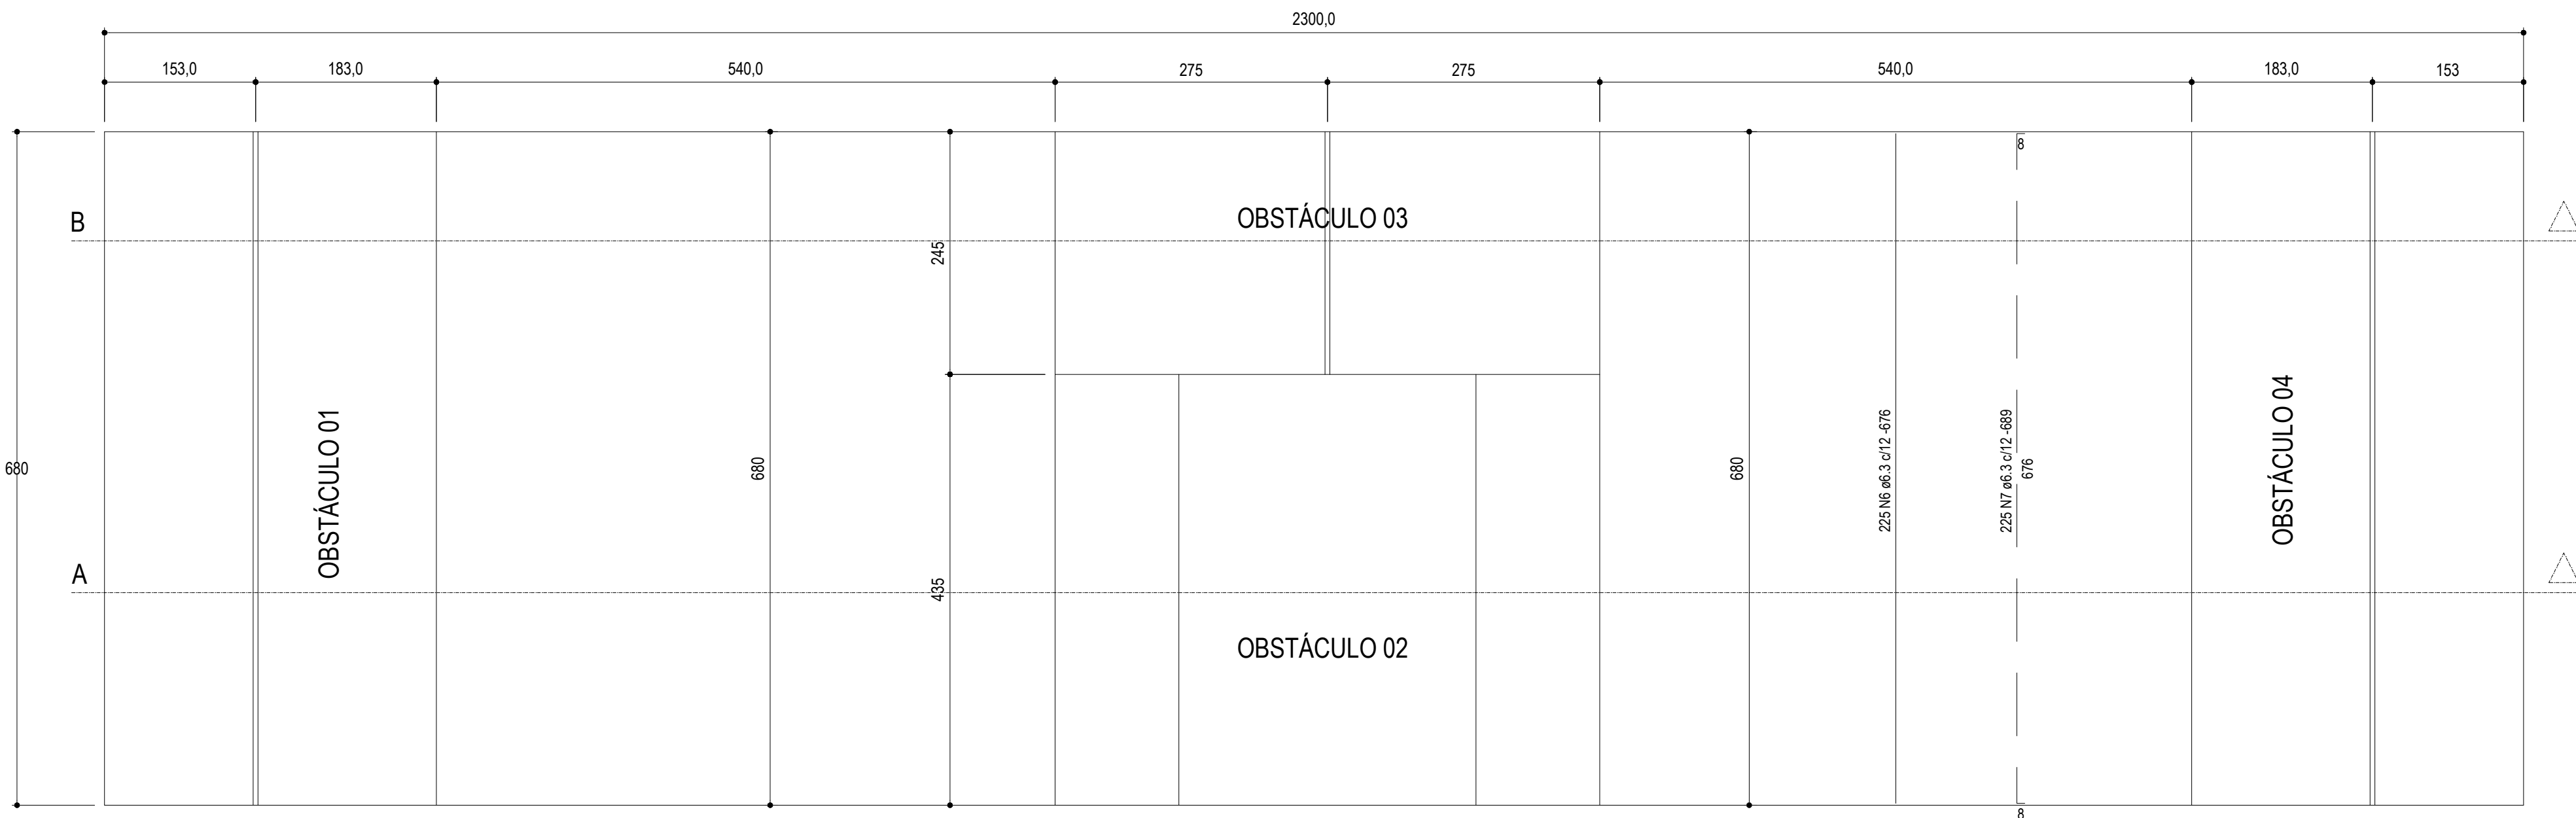 2300,0
153,0
183,0
540,0
275
275
540,0
183,0
153
8
B
OBSTÁCULO 03
245
680
OBSTÁCULO 01
680
680
225 N6 ø6.3 c/12 -676
225 N7 ø6.3 c/12 -689
676
OBSTÁCULO 04
A
435
OBSTÁCULO 02
8